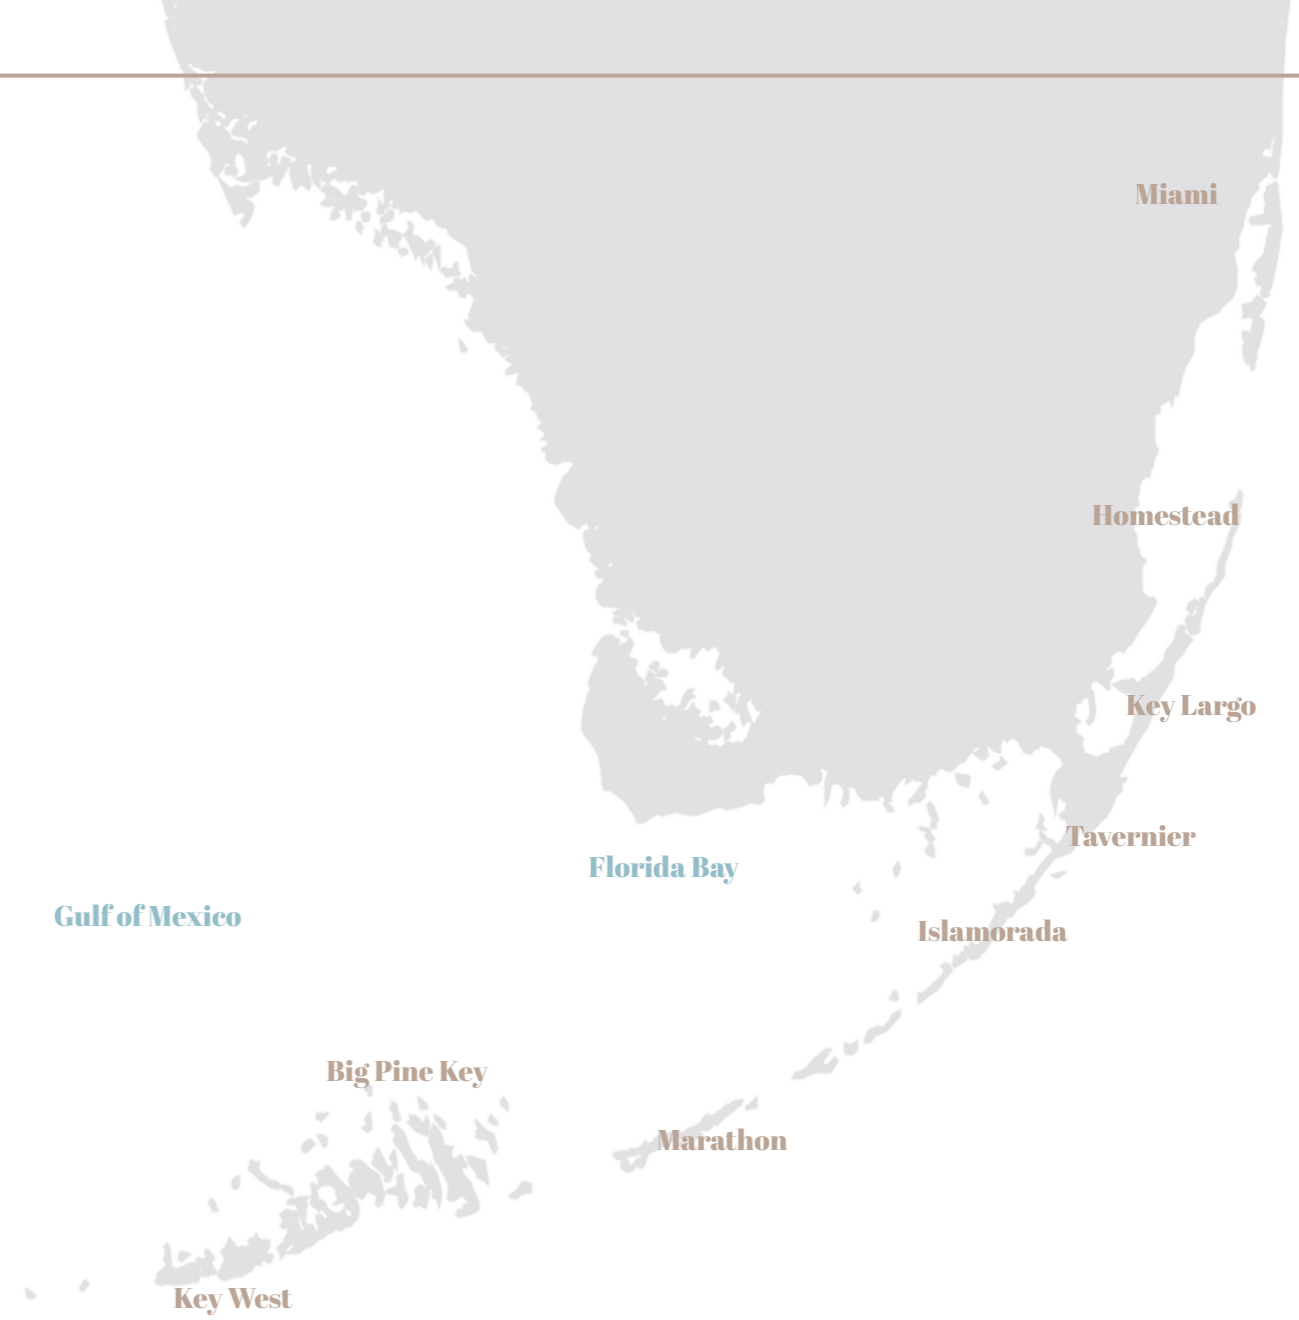 Miami
Homestead
Key Largo
Tavernier
Florida Bay
Gulf of Mexico
Islamorada
Big Pine Key
Marathon
Key West